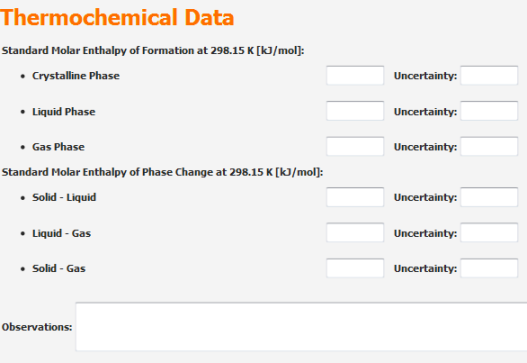 Thermochemical Data
Standard Molar Enthalpy of Formation at 298.15 K [kJ/mol]:
• Crystalline Phase Uncertainty:
• Liquid Phase Uncertainty:
• Gas Phase Uncertainty:
Standard Molar Enthalpy of Phase Change at 298.15 K [kJ/mol]:
• Solid - Liquid Uncertainty:
• Liquid - Gas Uncertainty:
• Solid - Gas Uncertainty:
Observations: